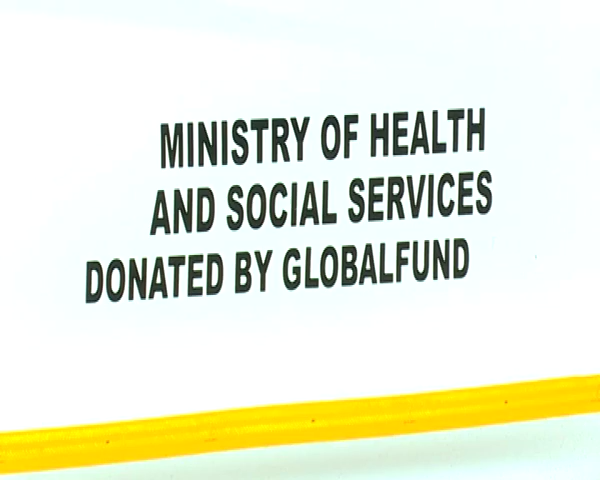 MINISTRY OF HEALTH
AND SOCIAL SERVICES
DONATED BY GLOBALFUND